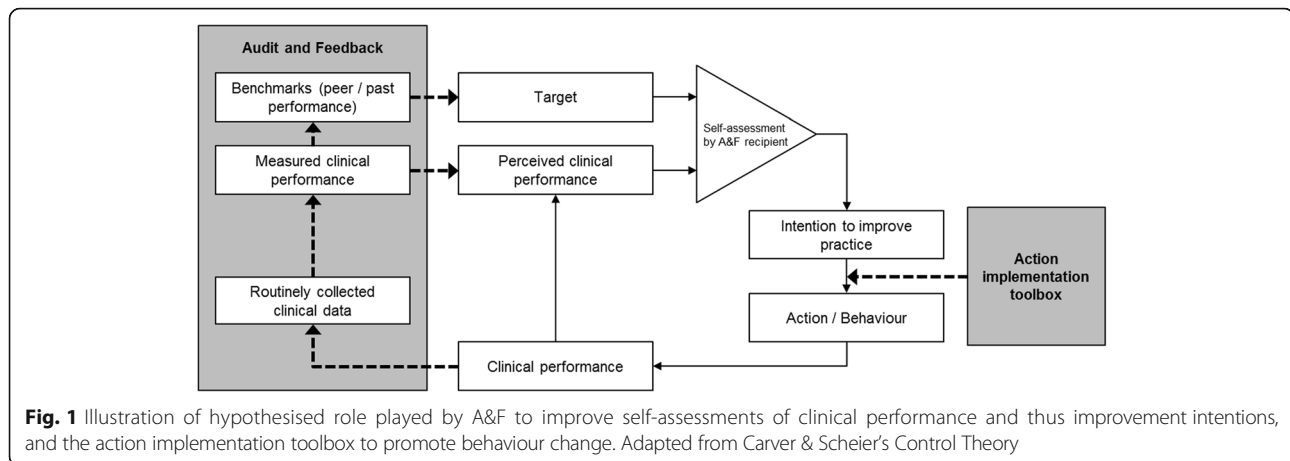 Audit and Feedback
Benchmarks (peer / past
performance)
Target
Self-assessment
by A&F recipient
Measured clinical
performance
Perceived clinical
performance
Intention to improve
practice
Action
implementation
toolbox
Routinely collected
clinical data
Action / Behaviour
Clinical performance
Fig. 1 Illustration of hypothesised role played by A&F to improve self-assessments of clinical performance and thus improvement intentions,
and the action implementation toolbox to promote behaviour change. Adapted from Carver & Scheier's Control Theory